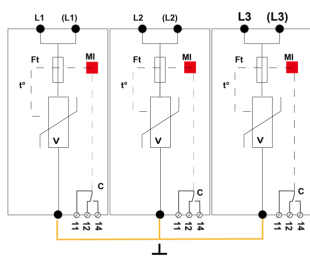 L1 (L1) L2 (L2) L3 (L3)
Ft MI Ft MI Ft MI
t° t° t°
V V V
C C C
11 12 14 11 12 14 11 12 14